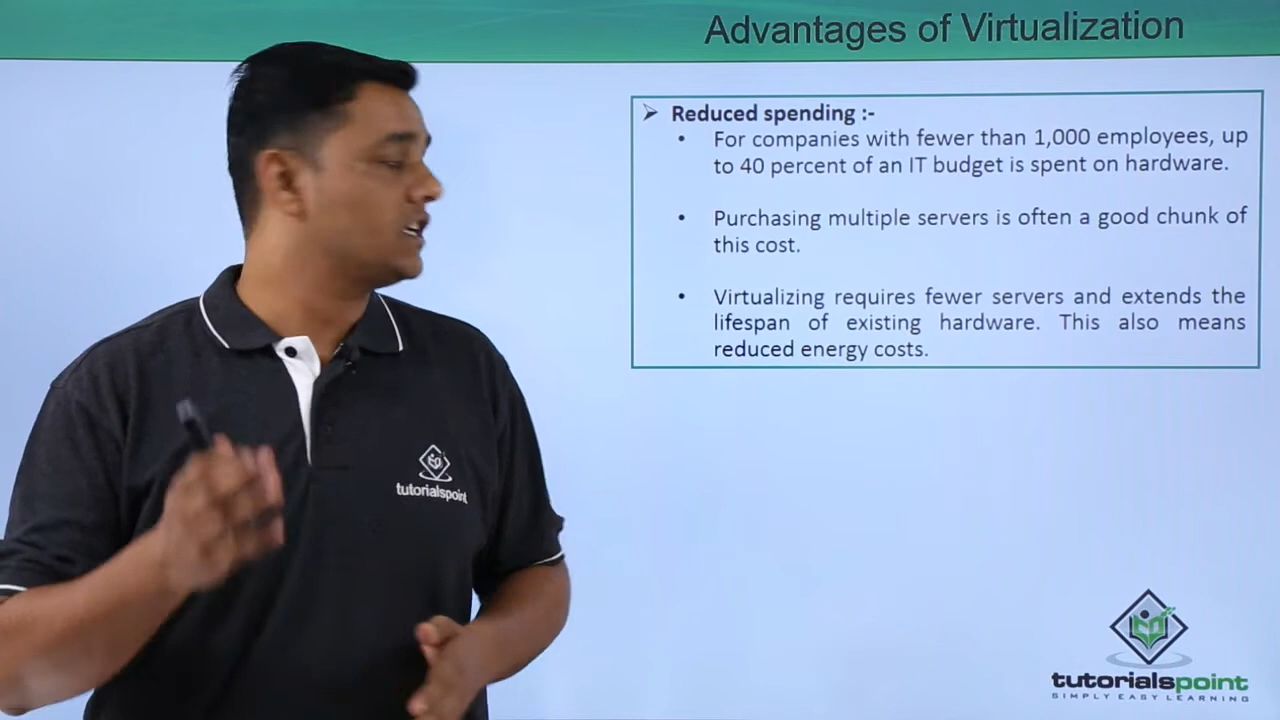 Advantages of Virtualization
➢ Reduced spending :-
• For companies with fewer than 1,000 employees, up
to 40 percent of an IT budget is spent on hardware.
• Purchasing multiple servers is often a good chunk of
this cost.
• Virtualizing requires fewer servers and extends the
lifespan of existing hardware. This also means
reduced energy costs.
tutorialspoint
tutorialspoint
SIMPLY EASY LEARNING